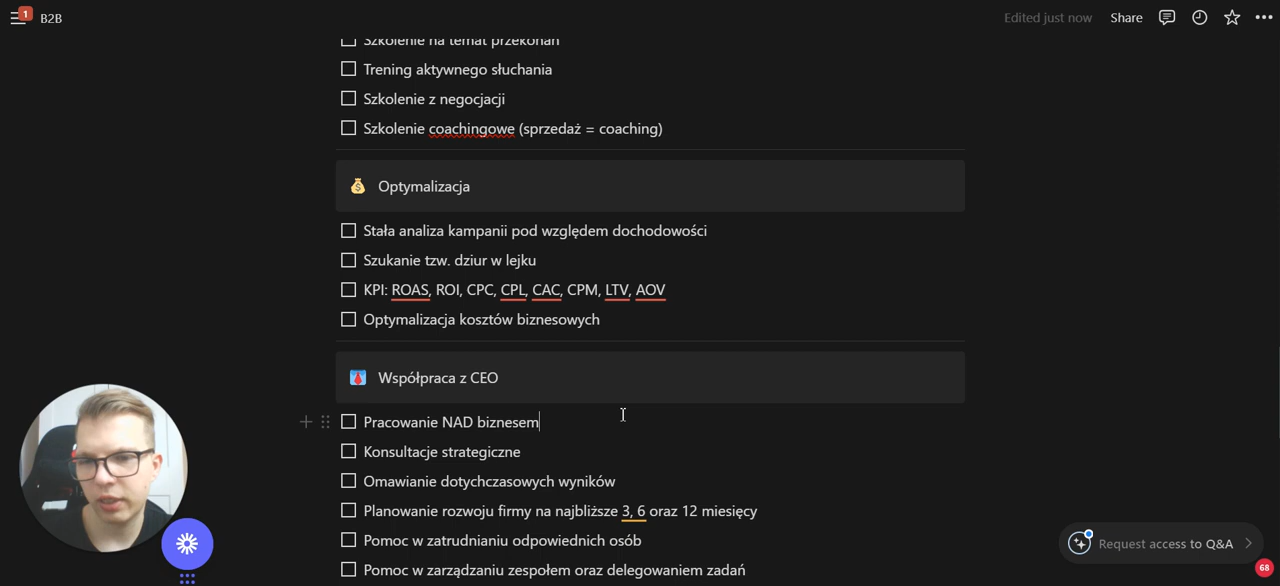 1
B2B
Edited just now
Share
Szkolenie na temat przekonań
Trening aktywnego słuchania
Szkolenie z negocjacji
Szkolenie coachingowe (sprzedaż = coaching)
Optymalizacja
Stała analiza kampanii pod względem dochodowości
Szukanie tzw. dziur w lejku
KPI: ROAS, ROI, CPC, CPL, CAC, CPM, LTV, AOV
Optymalizacja kosztów biznesowych
Współpraca z CEO
Pracowanie NAD biznesem
Konsultacje strategiczne
Omawianie dotychczasowych wyników
Planowanie rozwoju firmy na najbliższe 3, 6 oraz 12 miesięcy
Pomoc w zatrudnianiu odpowiednich osób
Request access to Q&A
Pomoc w zarządzaniu zespołem oraz delegowaniem zadań
68